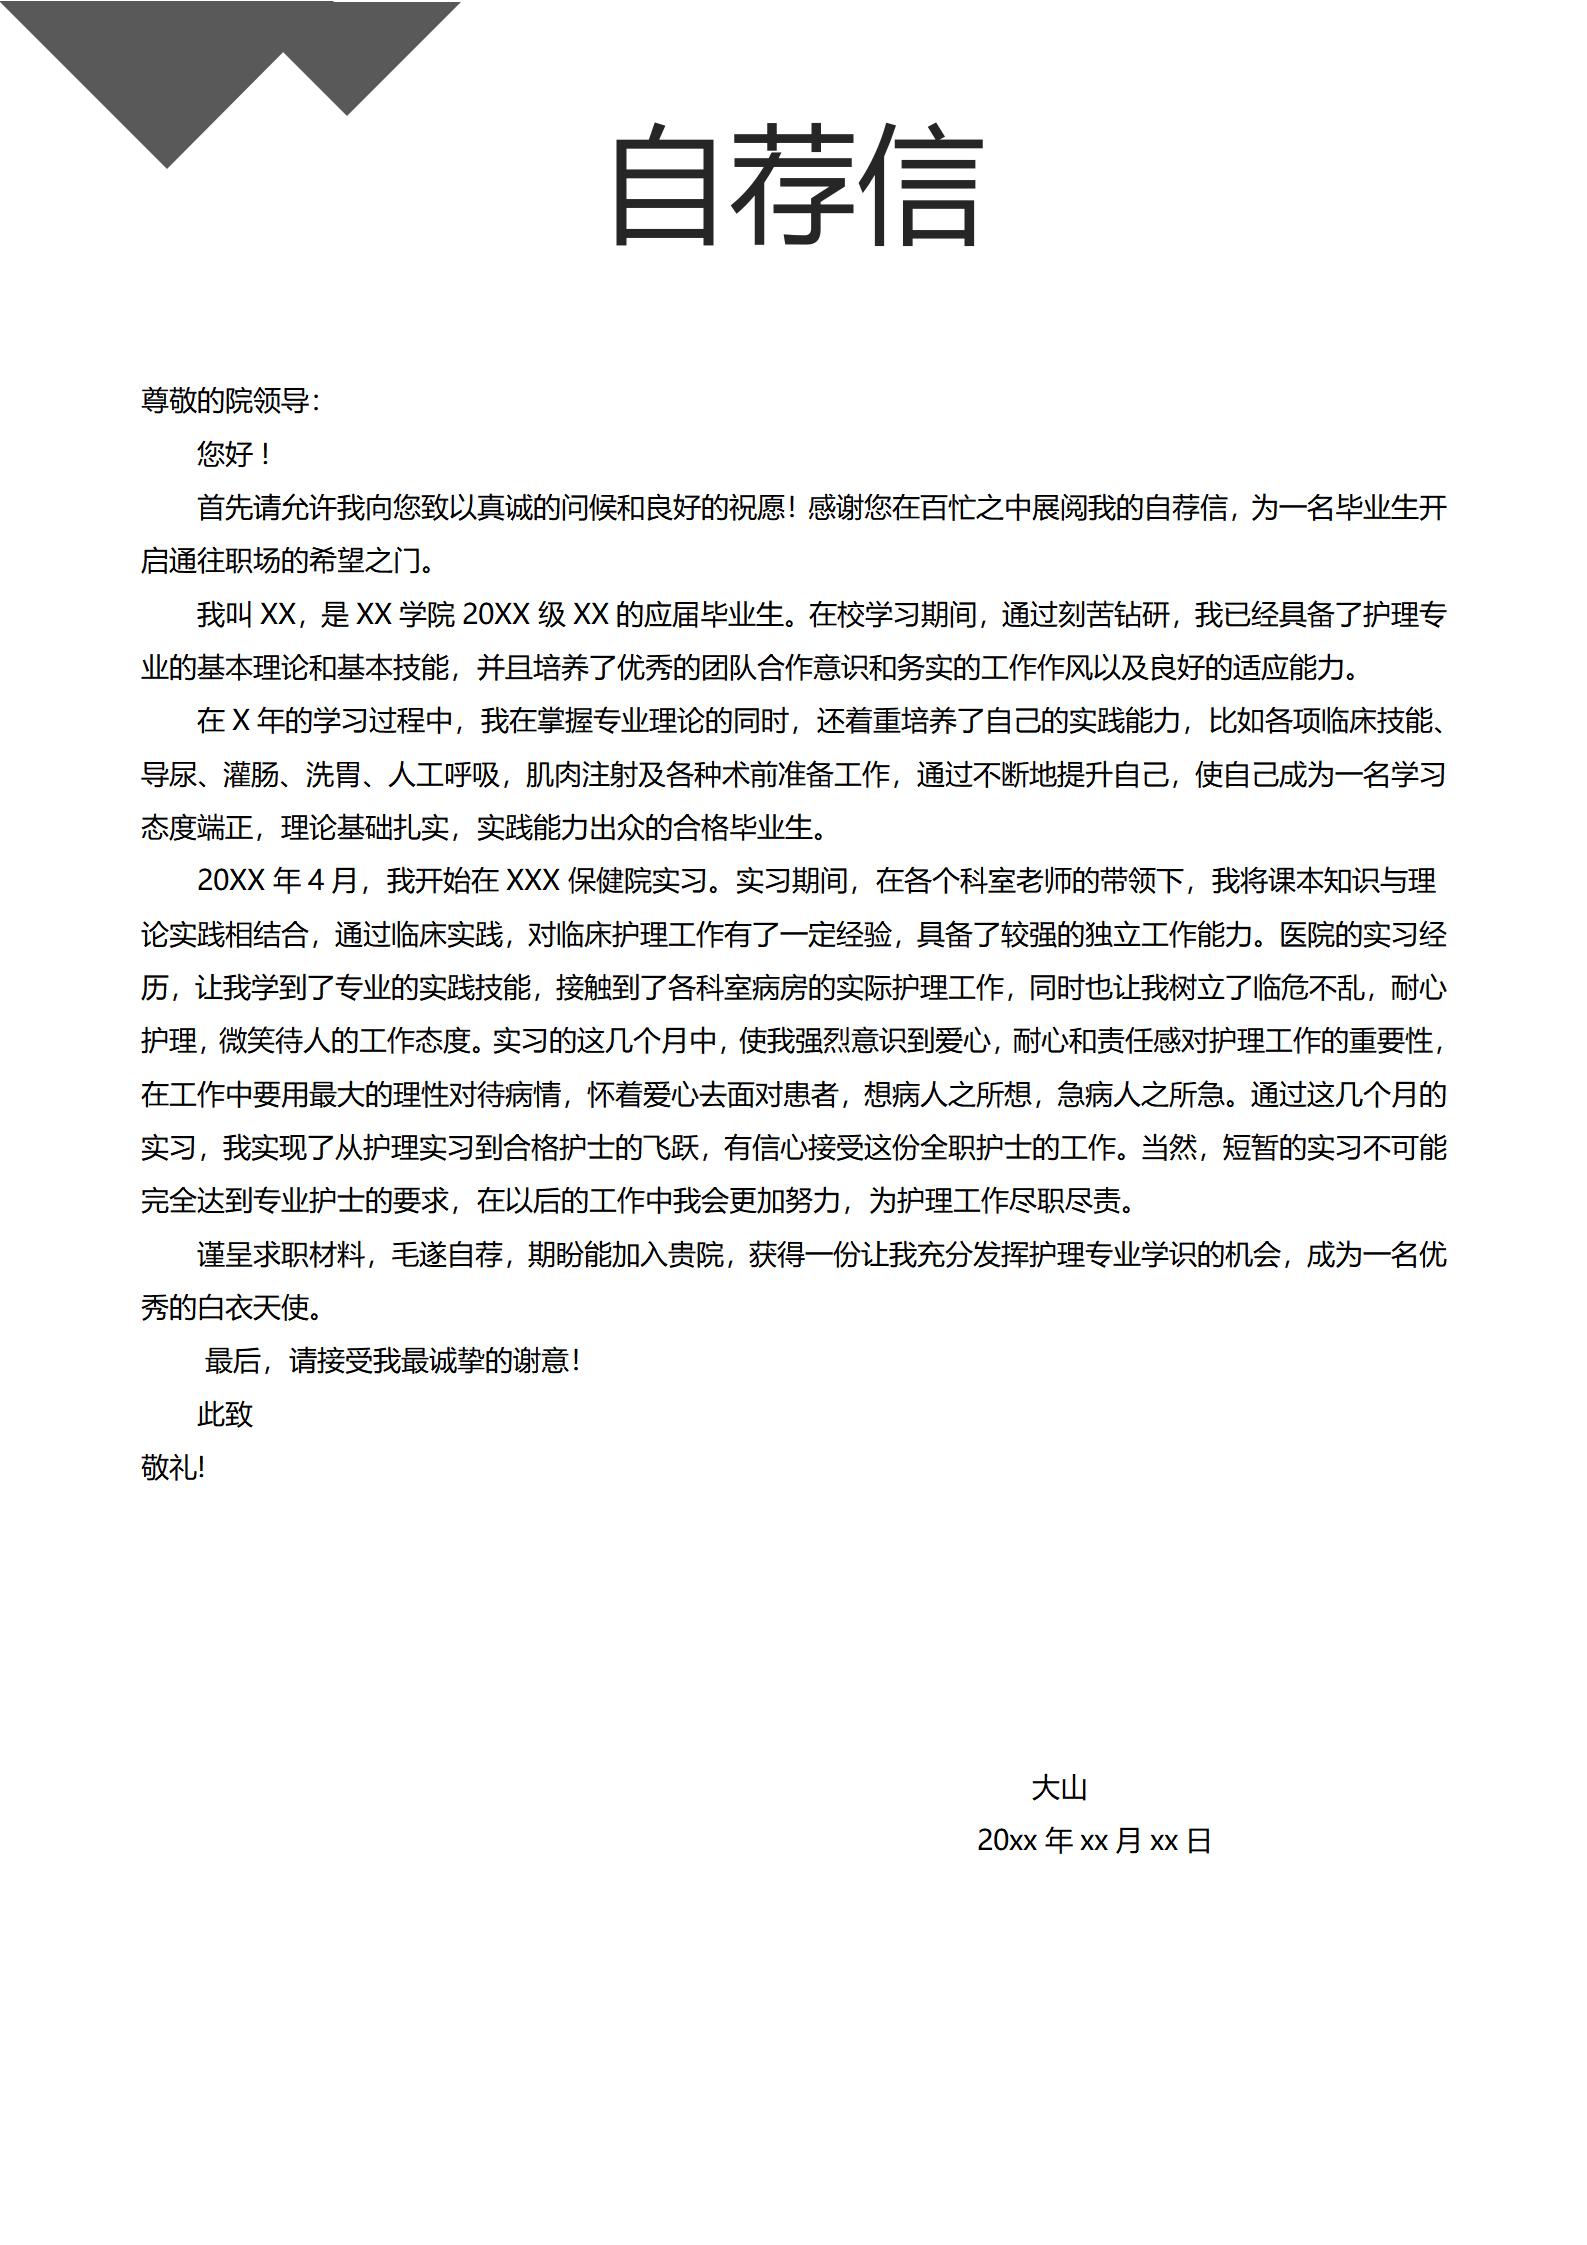 自荐信
尊敬的院领导：
您好！
首先请允许我向您致以真诚的问候和良好的祝愿！感谢您在百忙之中展阅我的自荐信，为一名毕业生开
启通往职场的希望之门。
我叫 XX，是 XX 学院 20XX 级 XX 的应届毕业生。在校学习期间，通过刻苦钻研，我已经具备了护理专
业的基本理论和基本技能，并且培养了优秀的团队合作意识和务实的工作作风以及良好的适应能力。
在 X 年的学习过程中，我在掌握专业理论的同时，还着重培养了自己的实践能力，比如各项临床技能、
导尿、灌肠、洗胃、人工呼吸，肌肉注射及各种术前准备工作，通过不断地提升自己，使自己成为一名学习
态度端正，理论基础扎实，实践能力出众的合格毕业生。
20XX 年 4 月，我开始在 XXX 保健院实习。实习期间，在各个科室老师的带领下，我将课本知识与理
论实践相结合，通过临床实践，对临床护理工作有了一定经验，具备了较强的独立工作能力。医院的实习经
历，让我学到了专业的实践技能，接触到了各科室病房的实际护理工作，同时也让我树立了临危不乱，耐心
护理，微笑待人的工作态度。实习的这几个月中，使我强烈意识到爱心，耐心和责任感对护理工作的重要性，
在工作中要用最大的理性对待病情，怀着爱心去面对患者，想病人之所想，急病人之所急。通过这几个月的
实习，我实现了从护理实习到合格护士的飞跃，有信心接受这份全职护士的工作。当然，短暂的实习不可能
完全达到专业护士的要求，在以后的工作中我会更加努力，为护理工作尽职尽责。
谨呈求职材料，毛遂自荐，期盼能加入贵院，获得一份让我充分发挥护理专业学识的机会，成为一名优
秀的白衣天使。
最后，请接受我最诚挚的谢意！
此致
敬礼!
大山
20xx 年 xx 月 xx 日